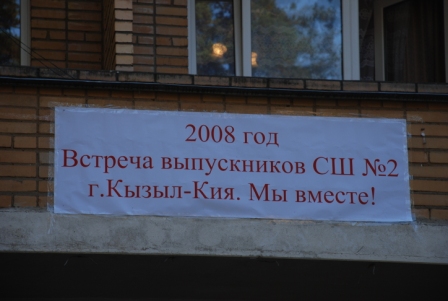 2008 год
Встреча выпускников СШ №2
г.Кызыл-Кия. Мы вместе!